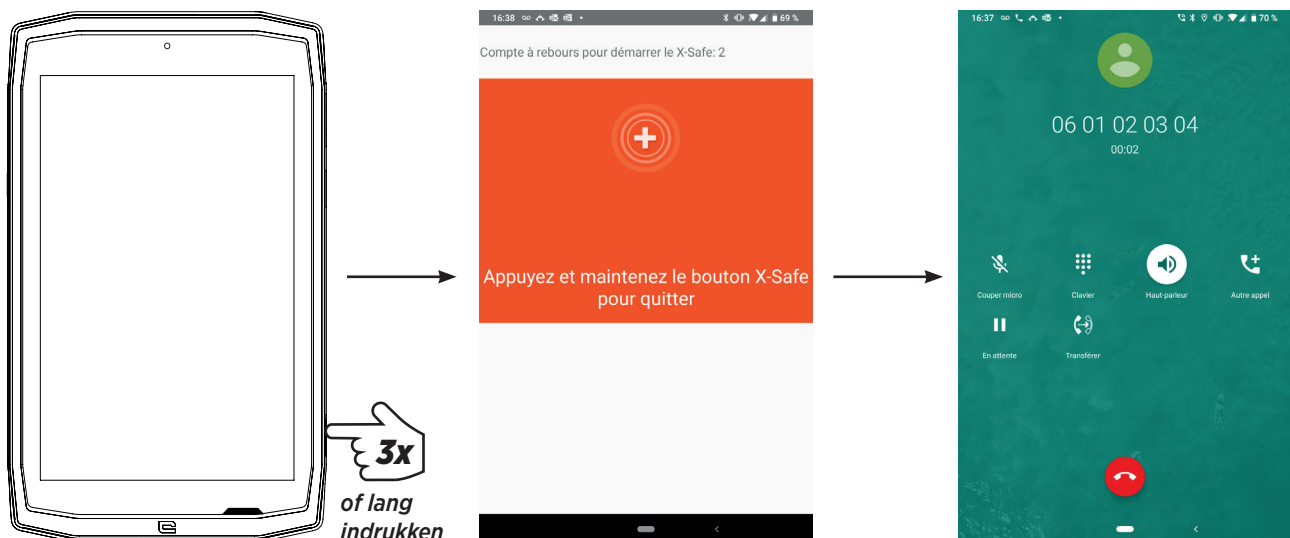 3x
of lang
indrukken
16:38
69 %
Compte à rebours pour démarrer le X-Safe: 2
Appuyez et maintenez le bouton X-Safe
pour quitter
16:37
70 %
06 01 02 03 04
00:02
Couper micro
Clavier
Haut-parleur
Autre appel
En attente
Transférer